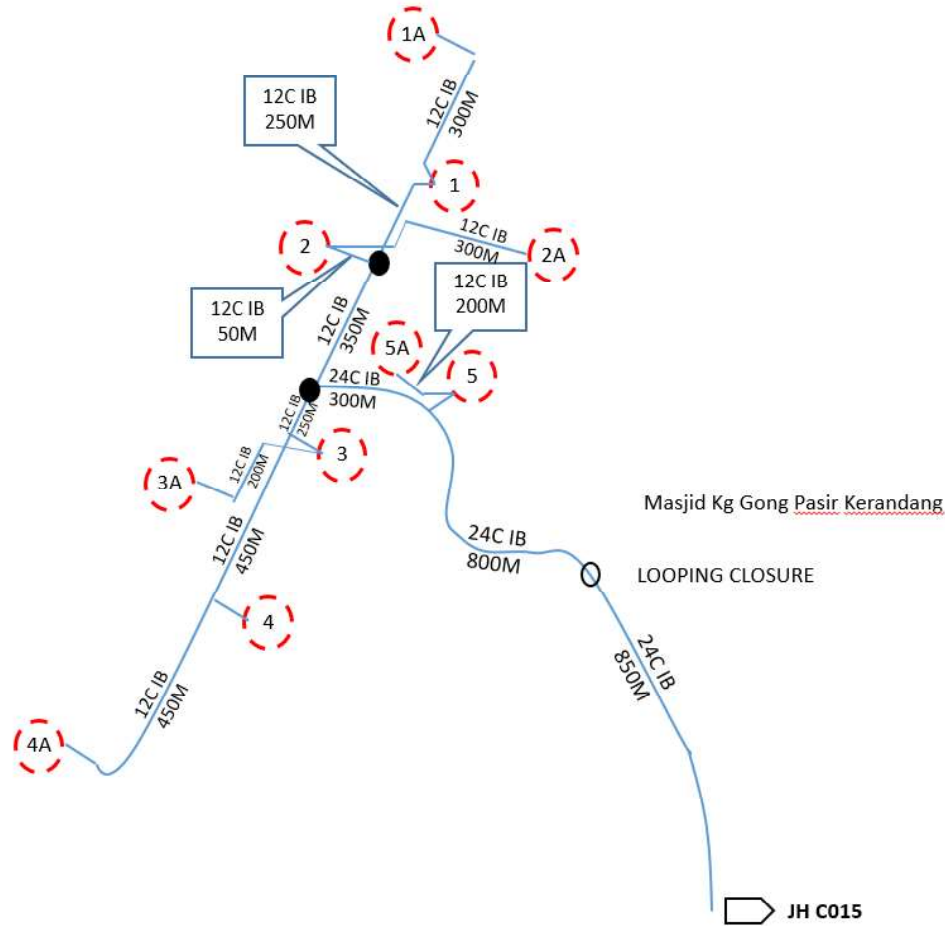 1A
12C IB
300M
12C IB
250M
1
2
12C IB
300M
2A
12C IB
200M
12C IB
50M
12C IB
350M
5A
5
24C IB
300M
12C IB
250M
3
12C IB
200M
3A
12C IB
450M
4
Masjid Kg Gong Pasir Kerandang
24C IB
800M
LOOPING CLOSURE
24C IB
850M
12C IB
450M
4A
JH C015